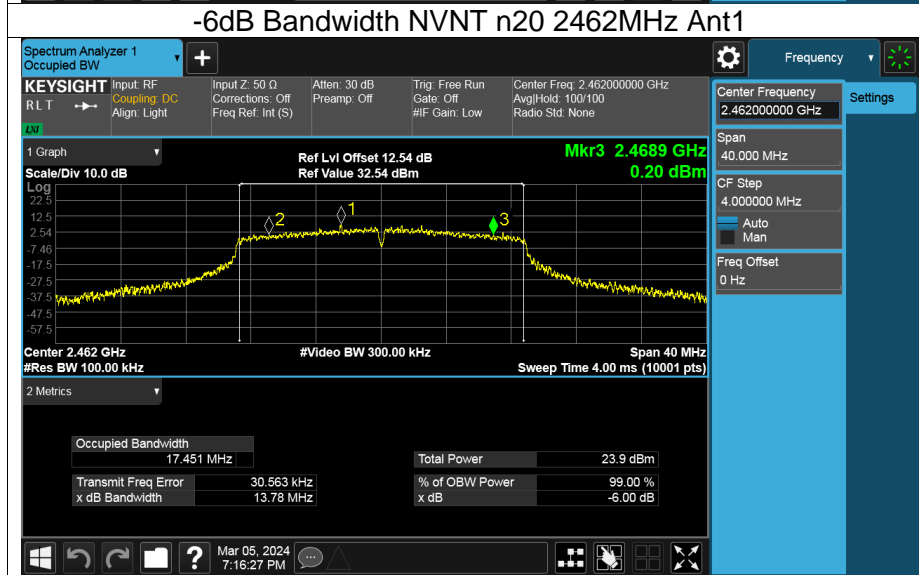 -6dB Bandwidth NVNT n20 2462MHz Ant1
Spectrum Analyzer 1
Occupied BW
+
Frequency
KEYSIGHT
RLT
LXI
Input: RF
Coupling: DC
Align: Light
Input Z: 50 Ω
Corrections: Off
Freq Ref: Int (S)
Atten: 30 dB
Preamp: Off
Trig: Free Run
Gate: Off
#IF Gain: Low
Center Freq: 2.462000000 GHz
Avg|Hold: 100/100
Radio Std: None
Center Frequency
2.462000000 GHz
Settings
Span
40.000 MHz
CF Step
4.000000 MHz
Auto
Man
Freq Offset
0 Hz
1 Graph
Scale/Div 10.0 dB
Ref Lvl Offset 12.54 dB
Ref Value 32.54 dBm
Mkr3 2.4689 GHz
0.20 dBm
Log
22.5
12.5
2.54
-7.46
-17.5
-27.5
-37.5
-47.5
-57.5
2
1
3
Center 2.462 GHz
#Video BW 300.00 kHz
Span 40 MHz
#Res BW 100.00 kHz
Sweep Time 4.00 ms (10001 pts)
2 Metrics
Occupied Bandwidth
17.451 MHz
Total Power 23.9 dBm
Transmit Freq Error 30.563 kHz
% of OBW Power 99.00 %
x dB Bandwidth 13.78 MHz
x dB -6.00 dB
?
Mar 05, 2024
7:16:27 PM